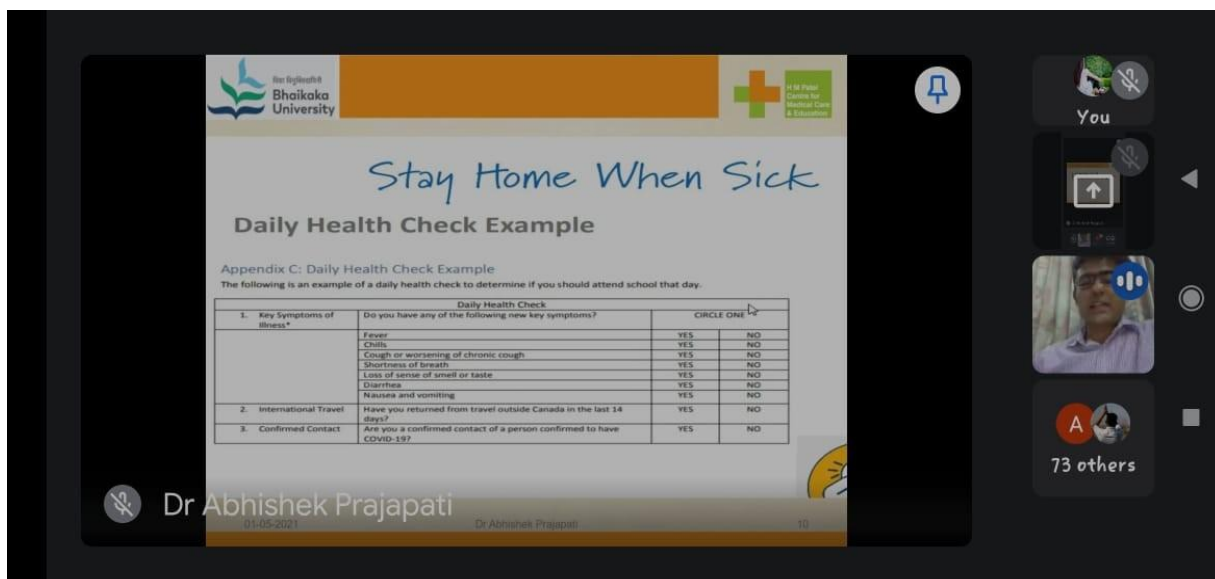 Bhaikaka
University
H M Patel
Centre for
Medical Care
& Education
Stay Home When Sick
Daily Health Check Example
Appendix C: Daily Health Check Example
The following is an example of a daily health check to determine if you should attend school that day.
Daily Health Check
1. Key Symptoms of Illness* Do you have any of the following new key symptoms? CIRCLE ONE
Fever YES NO
Chills YES NO
Cough or worsening of chronic cough YES NO
Shortness of breath YES NO
Loss of sense of smell or taste YES NO
Diarrhea YES NO
Nausea and vomiting YES NO
2. International Travel Have you returned from travel outside Canada in the last 14 days? YES NO
3. Confirmed Contact Are you a confirmed contact of a person confirmed to have COVID-19? YES NO
Dr Abhishek Prajapati
01-05-2021 Dr Abhishek Prajapati 10
You
A
73 others